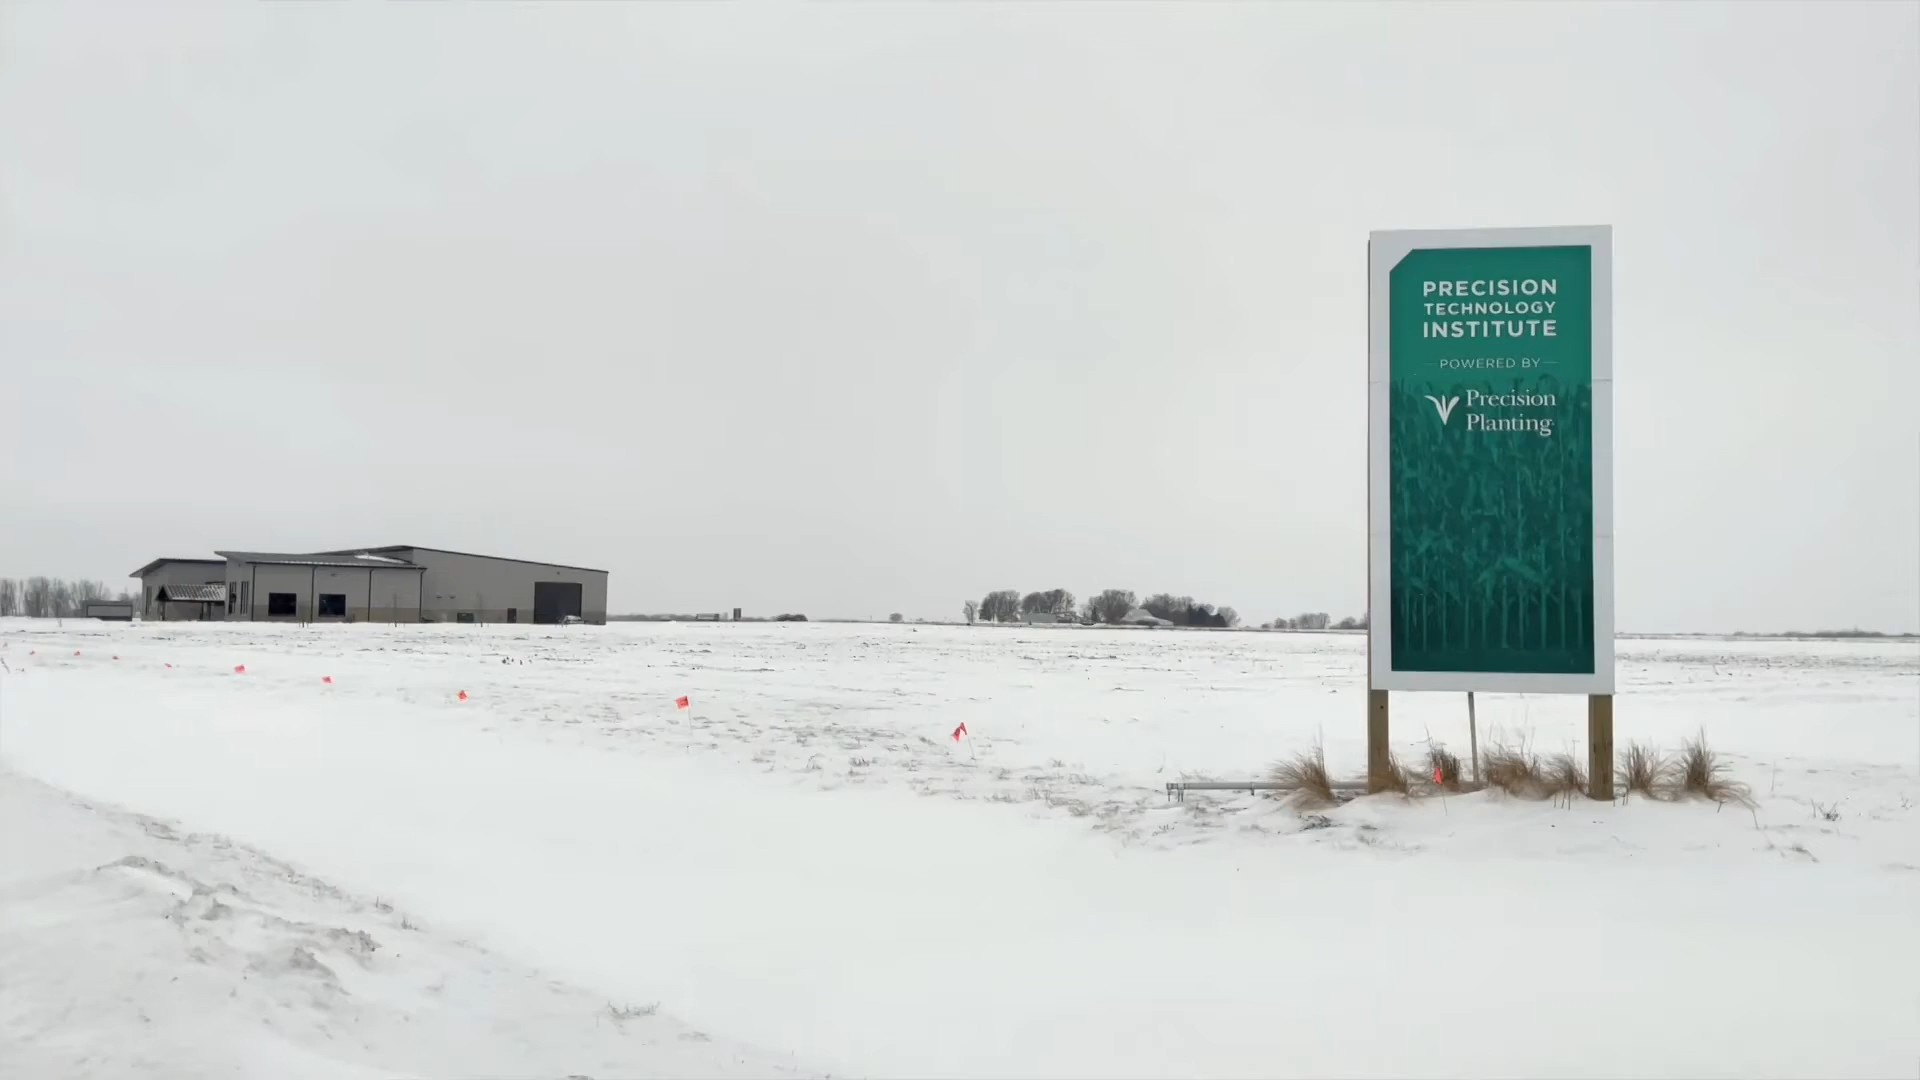 PRECISION
TECHNOLOGY
INSTITUTE
POWERED BY
Precision
Planting